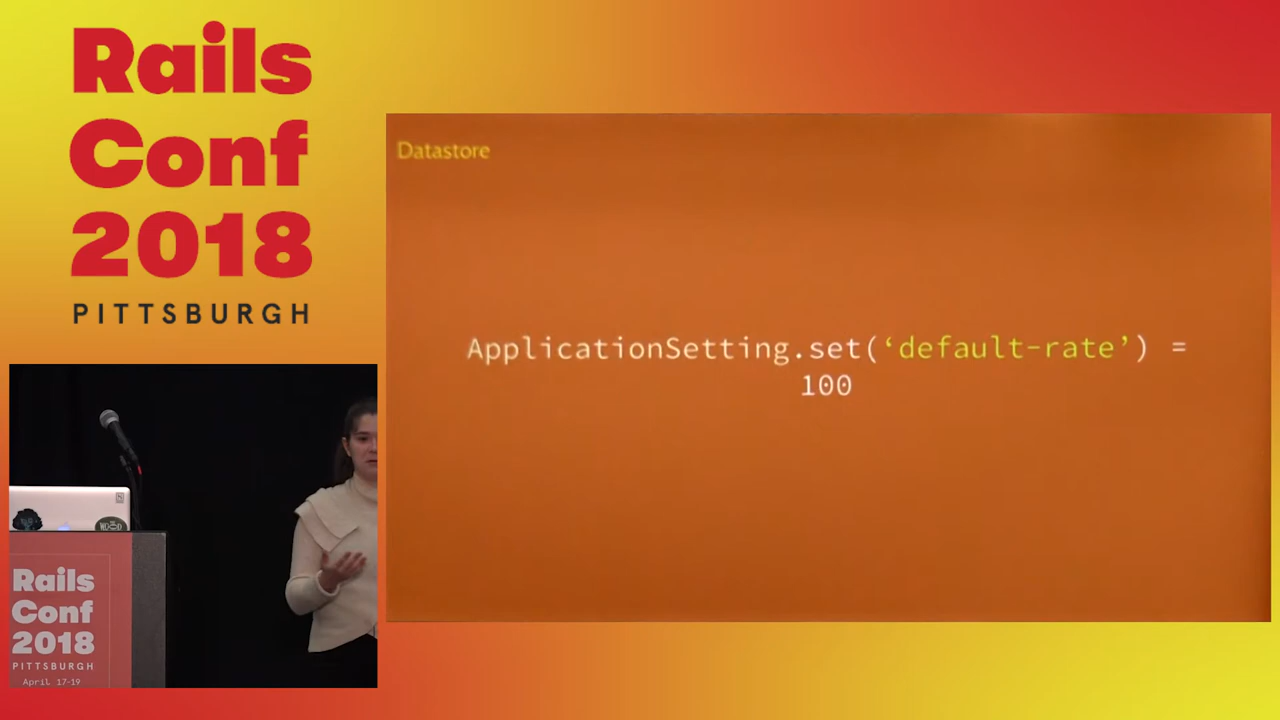 Rails
Conf
2018
PITTSBURGH
Datastore
ApplicationSetting.set(‘default-rate’) =
100
Rails
Conf
2018
PITTSBURGH
April 17-19